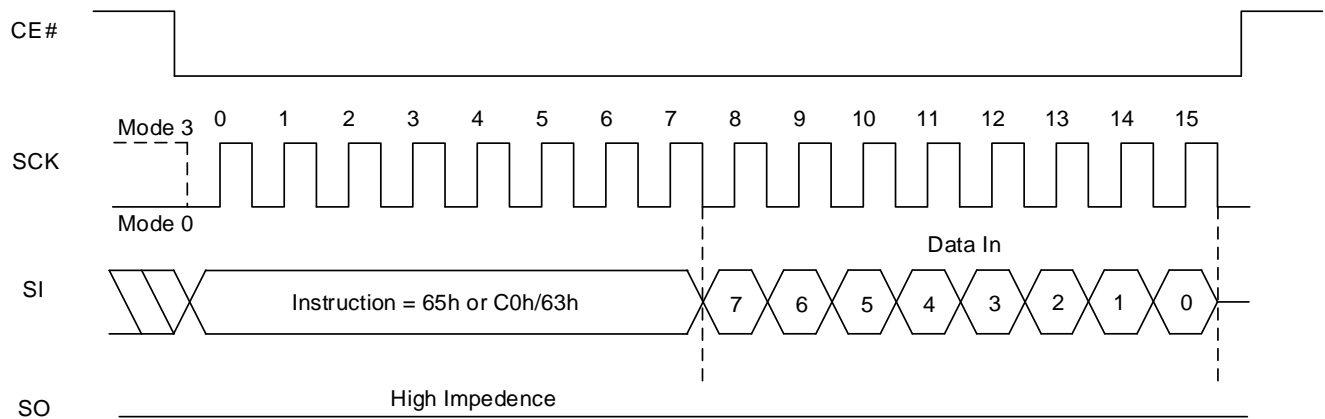 CE#
0 1 2 3 4 5 6 7 8 9 10 11 12 13 14 15
Mode 3
SCK
Mode 0
Data In
SI
Instruction = 65h or C0h/63h
7 6 5 4 3 2 1 0
High Impedence
SO